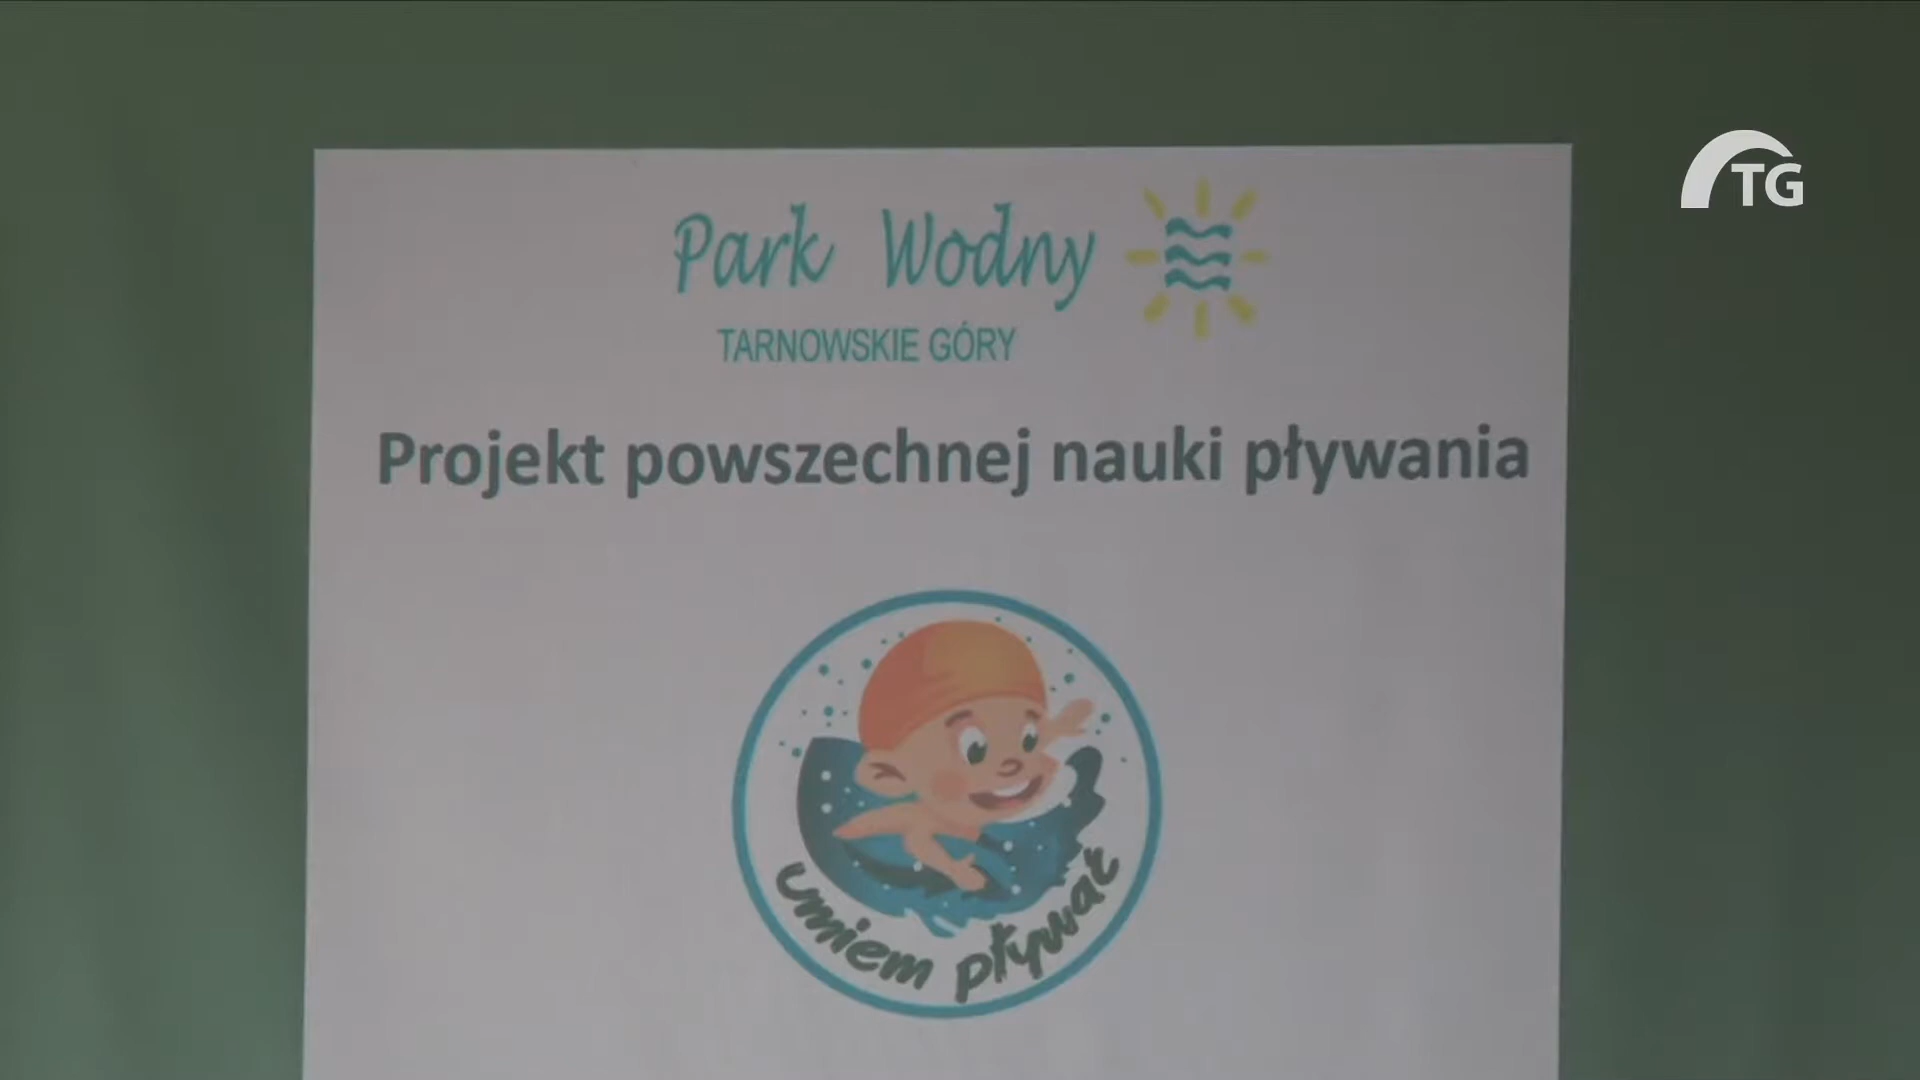 Park Wodny
TARNOWSKIE GÓRY
TG
Projekt powszechnej nauki pływania
umiem pływać